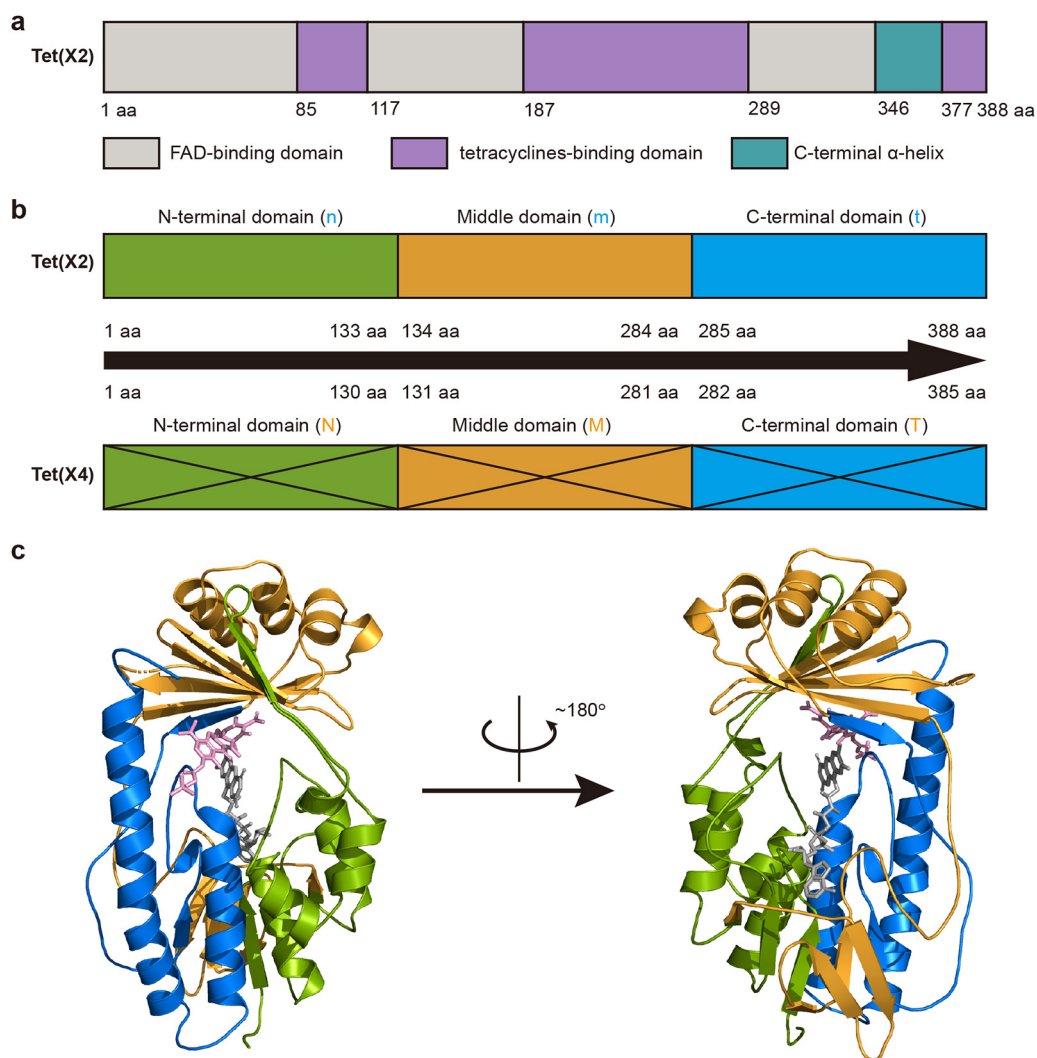 a
Tet(X2)
1 aa 85 117 187 289 346 377 388 aa
FAD-binding domain tetracyclines-binding domain C-terminal α-helix
b
N-terminal domain (n) Middle domain (m) C-terminal domain (t)
Tet(X2)
1 aa 133 aa 134 aa 284 aa 285 aa 388 aa
1 aa 130 aa 131 aa 281 aa 282 aa 385 aa
N-terminal domain (N) Middle domain (M) C-terminal domain (T)
Tet(X4)
c
~180°